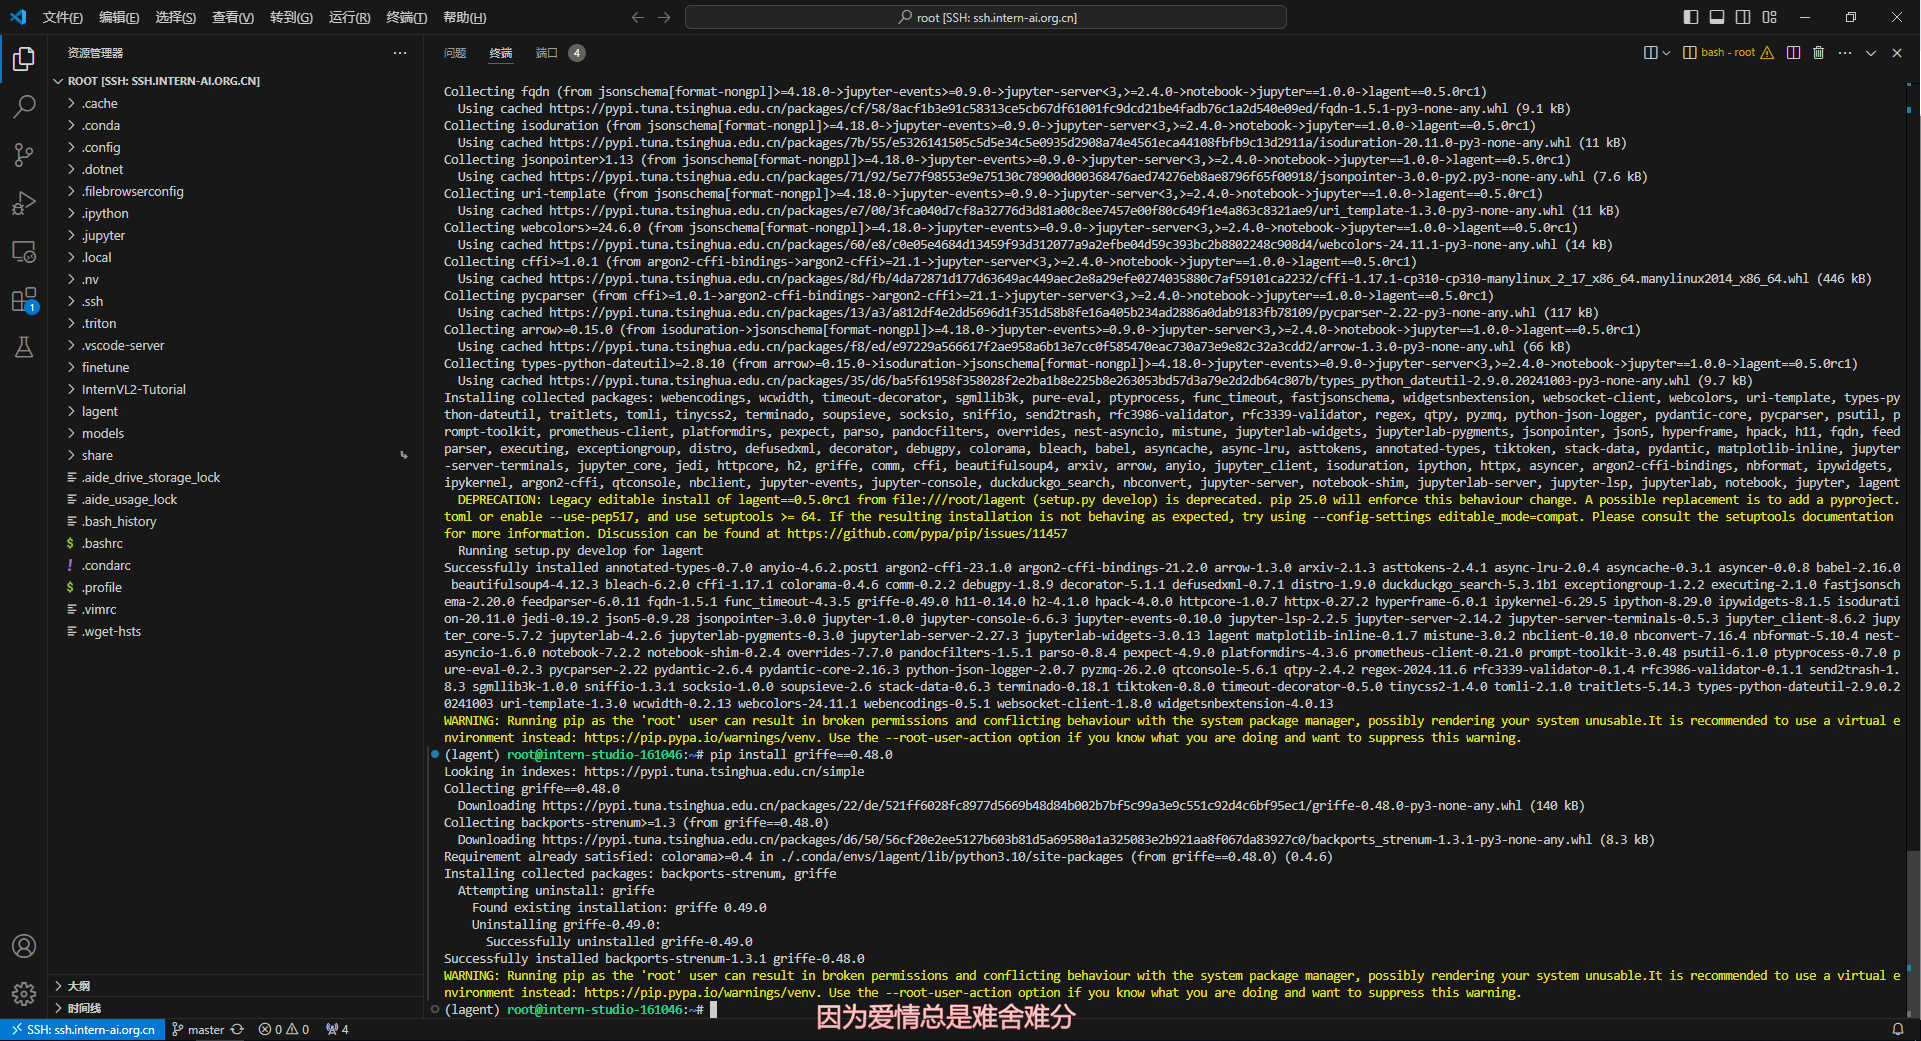 文件(F) 编辑(E) 选择(S) 查看(V) 转到(G) 运行(R) 终端(T) 帮助(H)
root [SSH: ssh.intern-ai.org.cn]
资源管理器
ROOT [SSH: SSH.INTERN-AI.ORG.CN]
.cache
.conda
.config
.dotnet
.filebrowserconfig
.ipython
.jupyter
.local
.nv
.ssh
.triton
.vscode-server
finetune
InternVL2-Tutorial
lagent
models
share
.aide_drive_storage_lock
.aide_usage_lock
.bash_history
.bashrc
.condarc
.profile
.vimrc
.wget-hsts
大纲
时间线
1
问题 终端 端口 4
bash - root
Collecting fqdn (from jsonschema[format-nongpl]>=4.18.0->jupyter-events>=0.9.0->jupyter-server<3,>=2.4.0->notebook->jupyter==1.0.0->lagent==0.5.0rc1)
Using cached https://pypi.tuna.tsinghua.edu.cn/packages/cf/58/8acf1b3e91c58313ce5cb67df61001fc9dcd21be4fadb76c1a2d540e09ed/fqdn-1.5.1-py3-none-any.whl (9.1 kB)
Collecting isoduration (from jsonschema[format-nongpl]>=4.18.0->jupyter-events>=0.9.0->jupyter-server<3,>=2.4.0->notebook->jupyter==1.0.0->lagent==0.5.0rc1)
Using cached https://pypi.tuna.tsinghua.edu.cn/packages/7b/55/e5326141505c5d5e34c5e0935d2908a74e4561eca44108fbfb9c13d2911a/isoduration-20.11.0-py3-none-any.whl (11 kB)
Collecting jsonpointer>1.13 (from jsonschema[format-nongpl]>=4.18.0->jupyter-events>=0.9.0->jupyter-server<3,>=2.4.0->notebook->jupyter==1.0.0->lagent==0.5.0rc1)
Using cached https://pypi.tuna.tsinghua.edu.cn/packages/71/92/5e77f98553e9e75130c78900d000368476aed74276eb8ae8796f65f00918/jsonpointer-3.0.0-py2.py3-none-any.whl (7.6 kB)
Collecting uri-template (from jsonschema[format-nongpl]>=4.18.0->jupyter-events>=0.9.0->jupyter-server<3,>=2.4.0->notebook->jupyter==1.0.0->lagent==0.5.0rc1)
Using cached https://pypi.tuna.tsinghua.edu.cn/packages/e7/00/3fca040d7cf8a32776d3d81a00c8ee7457e00f80c649f1e4a863c8321ae9/uri_template-1.3.0-py3-none-any.whl (11 kB)
Collecting webcolors>=24.6.0 (from jsonschema[format-nongpl]>=4.18.0->jupyter-events>=0.9.0->jupyter-server<3,>=2.4.0->notebook->jupyter==1.0.0->lagent==0.5.0rc1)
Using cached https://pypi.tuna.tsinghua.edu.cn/packages/60/e8/c0e05e4684d13459f93d312077a9a2efbe04d59c393bc2b8802248c908d4/webcolors-24.11.1-py3-none-any.whl (14 kB)
Collecting cffi>=1.0.1 (from argon2-cffi-bindings->argon2-cffi>=21.1->jupyter-server<3,>=2.4.0->notebook->jupyter==1.0.0->lagent==0.5.0rc1)
Using cached https://pypi.tuna.tsinghua.edu.cn/packages/8d/fb/4da72871d177d63649ac449aec2e8a29efe0274035880c7af59101ca2232/cffi-1.17.1-cp310-cp310-manylinux_2_17_x86_64.manylinux2014_x86_64.whl (446 kB)
Collecting pycparser (from cffi>=1.0.1->argon2-cffi-bindings->argon2-cffi>=21.1->jupyter-server<3,>=2.4.0->notebook->jupyter==1.0.0->lagent==0.5.0rc1)
Using cached https://pypi.tuna.tsinghua.edu.cn/packages/13/a3/a812df4e2dd5696d1f351d58b8fe16a405b234ad2886a0dab9183fb78109/pycparser-2.22-py3-none-any.whl (117 kB)
Collecting arrow>=0.15.0 (from isoduration->jsonschema[format-nongpl]>=4.18.0->jupyter-events>=0.9.0->jupyter-server<3,>=2.4.0->notebook->jupyter==1.0.0->lagent==0.5.0rc1)
Using cached https://pypi.tuna.tsinghua.edu.cn/packages/f8/ed/e97229a566617f2ae958a6b13e7cc0f585470eac730a73e9e82c32a3cdd2/arrow-1.3.0-py3-none-any.whl (66 kB)
Collecting types-python-dateutil>=2.8.10 (from arrow>=0.15.0->isoduration->jsonschema[format-nongpl]>=4.18.0->jupyter-events>=0.9.0->jupyter-server<3,>=2.4.0->notebook->jupyter==1.0.0->lagent==0.5.0rc1)
Using cached https://pypi.tuna.tsinghua.edu.cn/packages/35/d6/ba5f61958f358028f2e2ba1b8e225b8e263053bd57d3a79e2d2db64c807b/types_python_dateutil-2.9.0.20241003-py3-none-any.whl (9.7 kB)
Installing collected packages: webencodings, wcwidth, timeout-decorator, sgmllib3k, pure-eval, ptyprocess, func_timeout, fastjsonschema, widgetsnbextension, websocket-client, webcolors, uri-template, types-py
thon-dateutil, traitlets, tomli, tinycss2, terminado, soupsieve, socksio, sniffio, send2trash, rfc3986-validator, rfc3339-validator, regex, qtpy, pyzmq, python-json-logger, pydantic-core, pycparser, psutil, p
rompt-toolkit, prometheus-client, platformdirs, pexpect, parso, pandocfilters, overrides, nest-asyncio, mistune, jupyterlab-widgets, jupyterlab-pygments, jsonpointer, json5, hyperframe, hpack, h11, fqdn, feed
parser, executing, exceptiongroup, distro, defusedxml, decorator, debugpy, colorama, bleach, babel, asyncache, async-lru, asttokens, annotated-types, tiktoken, stack-data, pydantic, matplotlib-inline, jupyter
-server-terminals, jupyter_core, jedi, httpcore, h2, griffe, comm, cffi, beautifulsoup4, arxiv, arrow, anyio, jupyter_client, isoduration, ipython, httpx, asyncer, argon2-cffi-bindings, nbformat, ipywidgets,
ipykernel, argon2-cffi, qtconsole, nbclient, jupyter-events, jupyter-console, duckduckgo_search, nbconvert, jupyter-server, notebook-shim, jupyterlab-server, jupyter-lsp, jupyterlab, notebook, jupyter, lagent
DEPRECATION: Legacy editable install of lagent==0.5.0rc1 from file:///root/lagent (setup.py develop) is deprecated. pip 25.0 will enforce this behaviour change. A possible replacement is to add a pyproject.
toml or enable --use-pep517, and use setuptools >= 64. If the resulting installation is not behaving as expected, try using --config-settings editable_mode=compat. Please consult the setuptools documentation
for more information. Discussion can be found at https://github.com/pypa/pip/issues/11457
Running setup.py develop for lagent
Successfully installed annotated-types-0.7.0 anyio-4.6.2.post1 argon2-cffi-23.1.0 argon2-cffi-bindings-21.2.0 arrow-1.3.0 arxiv-2.1.3 asttokens-2.4.1 async-lru-2.0.4 asyncache-0.3.1 asyncer-0.0.8 babel-2.16.0
beautifulsoup4-4.12.3 bleach-6.2.0 cffi-1.17.1 colorama-0.4.6 comm-0.2.2 debugpy-1.8.9 decorator-5.1.1 defusedxml-0.7.1 distro-1.9.0 duckduckgo_search-5.3.1b1 exceptiongroup-1.2.2 executing-2.1.0 fastjsonsch
ema-2.20.0 feedparser-6.0.11 fqdn-1.5.1 func_timeout-4.3.5 griffe-0.49.0 h11-0.14.0 h2-4.1.0 hpack-4.0.0 httpcore-1.0.7 httpx-0.27.2 hyperframe-6.0.1 ipykernel-6.29.5 ipython-8.29.0 ipywidgets-8.1.5 isodurati
on-20.11.0 jedi-0.19.2 json5-0.9.28 jsonpointer-3.0.0 jupyter-1.0.0 jupyter-console-6.6.3 jupyter-events-0.10.0 jupyter-lsp-2.2.5 jupyter-server-2.14.2 jupyter-server-terminals-0.5.3 jupyter_client-8.6.2 jupy
ter_core-5.7.2 jupyterlab-4.2.6 jupyterlab-pygments-0.3.0 jupyterlab-server-2.27.3 jupyterlab-widgets-3.0.13 lagent matplotlib-inline-0.1.7 mistune-3.0.2 nbclient-0.10.0 nbconvert-7.16.4 nbformat-5.10.4 nest-
asyncio-1.6.0 notebook-7.2.2 notebook-shim-0.2.4 overrides-7.7.0 pandocfilters-1.5.1 parso-0.8.4 pexpect-4.9.0 platformdirs-4.3.6 prometheus-client-0.21.0 prompt-toolkit-3.0.48 psutil-6.1.0 ptyprocess-0.7.0 p
ure-eval-0.2.3 pycparser-2.22 pydantic-2.6.4 pydantic-core-2.16.3 python-json-logger-2.0.7 pyzmq-26.2.0 qtconsole-5.6.1 qtpy-2.4.2 regex-2024.11.6 rfc3339-validator-0.1.4 rfc3986-validator-0.1.1 send2trash-1.
8.3 sgmllib3k-1.0.0 sniffio-1.3.1 socksio-1.0.0 soupsieve-2.6 stack-data-0.6.3 terminado-0.18.1 tiktoken-0.8.0 timeout-decorator-0.5.0 tinycss2-1.4.0 tomli-2.1.0 traitlets-5.14.3 types-python-dateutil-2.9.0.2
0241003 uri-template-1.3.0 wcwidth-0.2.13 webcolors-24.11.1 webencodings-0.5.1 websocket-client-1.8.0 widgetsnbextension-4.0.13
WARNING: Running pip as the 'root' user can result in broken permissions and conflicting behaviour with the system package manager, possibly rendering your system unusable.It is recommended to use a virtual e
nvironment instead: https://pip.pypa.io/warnings/venv. Use the --root-user-action option if you know what you are doing and want to suppress this warning.
(lagent) root@intern-studio-161046:~# pip install griffe==0.48.0
Looking in indexes: https://pypi.tuna.tsinghua.edu.cn/simple
Collecting griffe==0.48.0
Downloading https://pypi.tuna.tsinghua.edu.cn/packages/22/de/521ff6028fc8977d5669b48d84b002b7bf5c99a3e9c551c92d4c6bf95ec1/griffe-0.48.0-py3-none-any.whl (140 kB)
Collecting backports-strenum>=1.3 (from griffe==0.48.0)
Downloading https://pypi.tuna.tsinghua.edu.cn/packages/d6/50/56cf20e2ee5127b603b81d5a69580a1a325083e2b921aa8f067da83927c0/backports_strenum-1.3.1-py3-none-any.whl (8.3 kB)
Requirement already satisfied: colorama>=0.4 in ./.conda/envs/lagent/lib/python3.10/site-packages (from griffe==0.48.0) (0.4.6)
Installing collected packages: backports-strenum, griffe
Attempting uninstall: griffe
Found existing installation: griffe 0.49.0
Uninstalling griffe-0.49.0:
Successfully uninstalled griffe-0.49.0
Successfully installed backports-strenum-1.3.1 griffe-0.48.0
WARNING: Running pip as the 'root' user can result in broken permissions and conflicting behaviour with the system package manager, possibly rendering your system unusable.It is recommended to use a virtual e
nvironment instead: https://pip.pypa.io/warnings/venv. Use the --root-user-action option if you know what you are doing and want to suppress this warning.
(lagent) root@intern-studio-161046:~#
因为爱情总是难舍难分
SSH: ssh.intern-ai.org.cn master 0 0 4